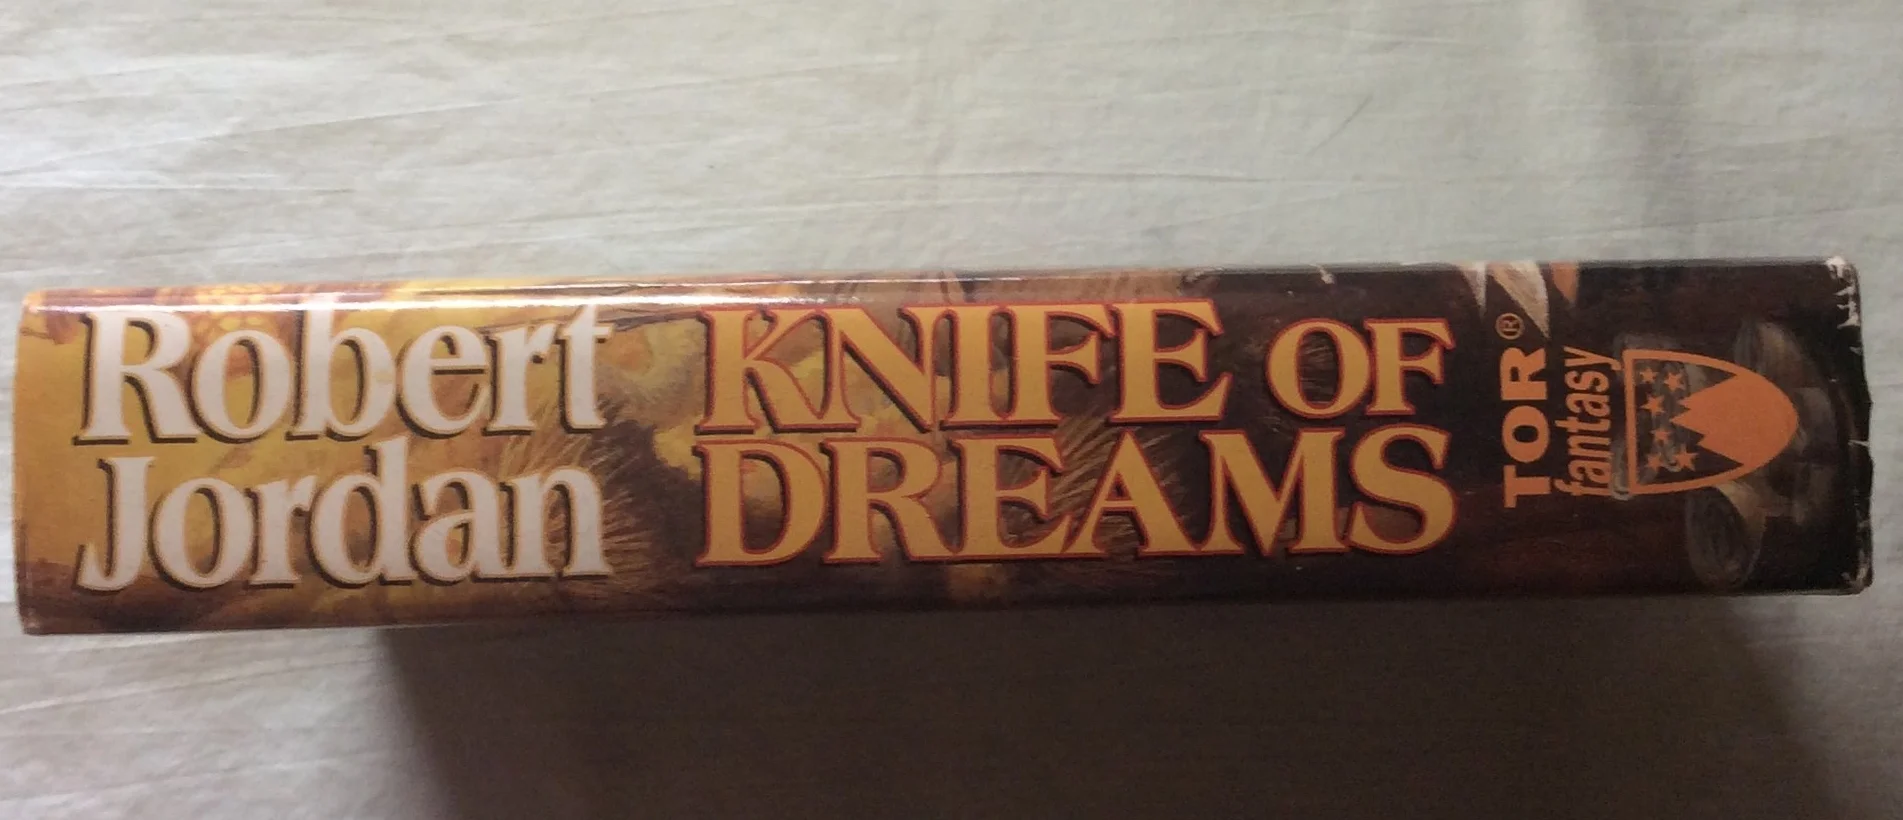 Robert
Jordan
KNIFE OF
DREAMS
TOR®
fantasy